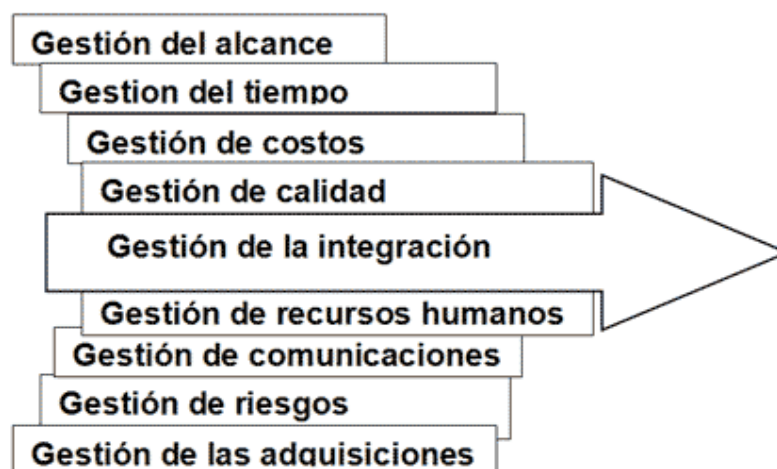 Gestión del alcance
Gestion del tiempo
Gestión de costos
Gestión de calidad
Gestión de la integración
Gestión de recursos humanos
Gestión de comunicaciones
Gestión de riesgos
Gestión de las adquisiciones